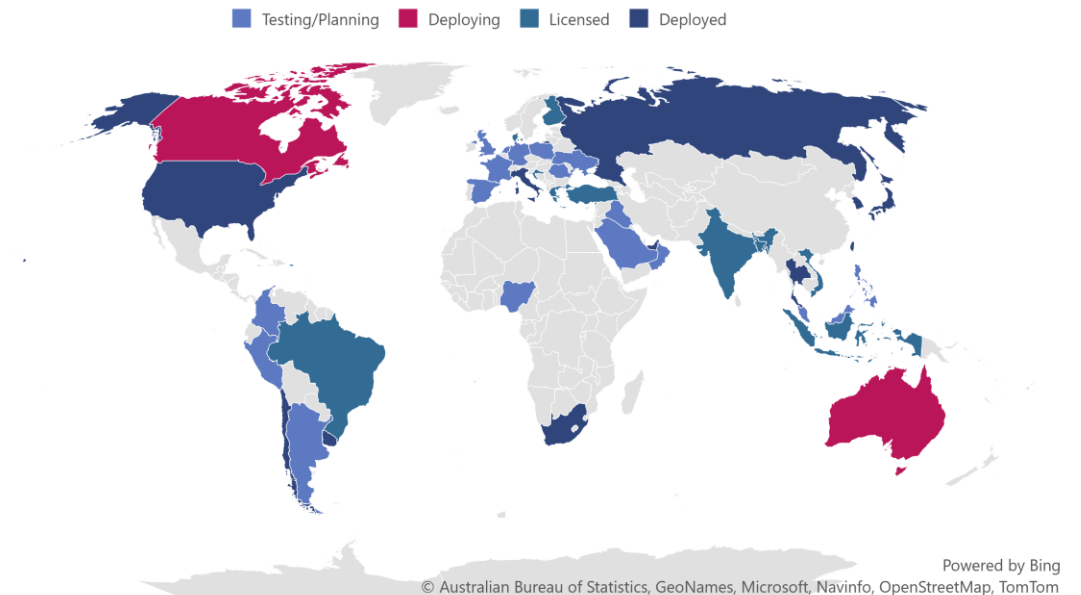 Testing/Planning Deploying Licensed Deployed
Powered by Bing
© Australian Bureau of Statistics, GeoNames, Microsoft, Navinfo, OpenStreetMap, TomTom